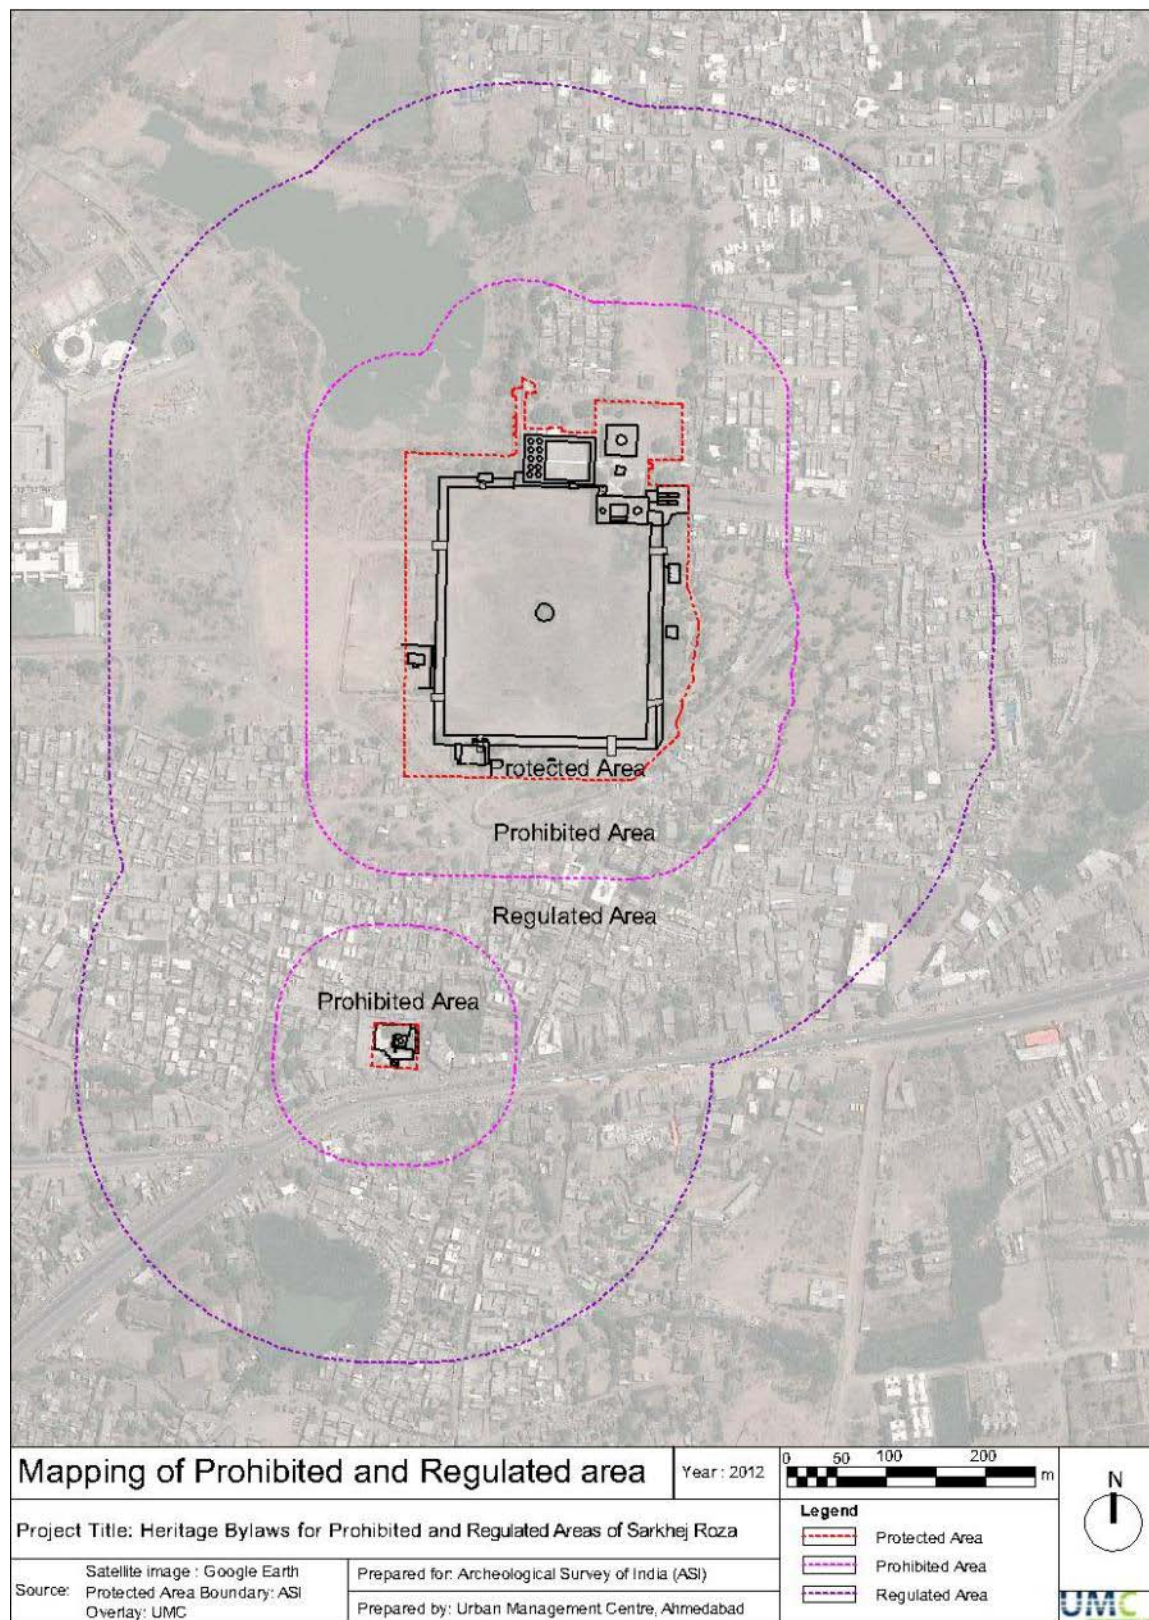 Protected Area
Prohibited Area
Regulated Area
Prohibited Area
Mapping of Prohibited and Regulated area
Year : 2012
0 50 100 200 m
Project Title: Heritage Bylaws for Prohibited and Regulated Areas of Sarkhej Roza
Legend
Protected Area
Prohibited Area
Regulated Area
N
Source:
Satellite image : Google Earth
Protected Area Boundary: ASI
Overlay: UMC
Prepared for: Archeological Survey of India (ASI)
Prepared by: Urban Management Centre, Ahmedabad
UMC